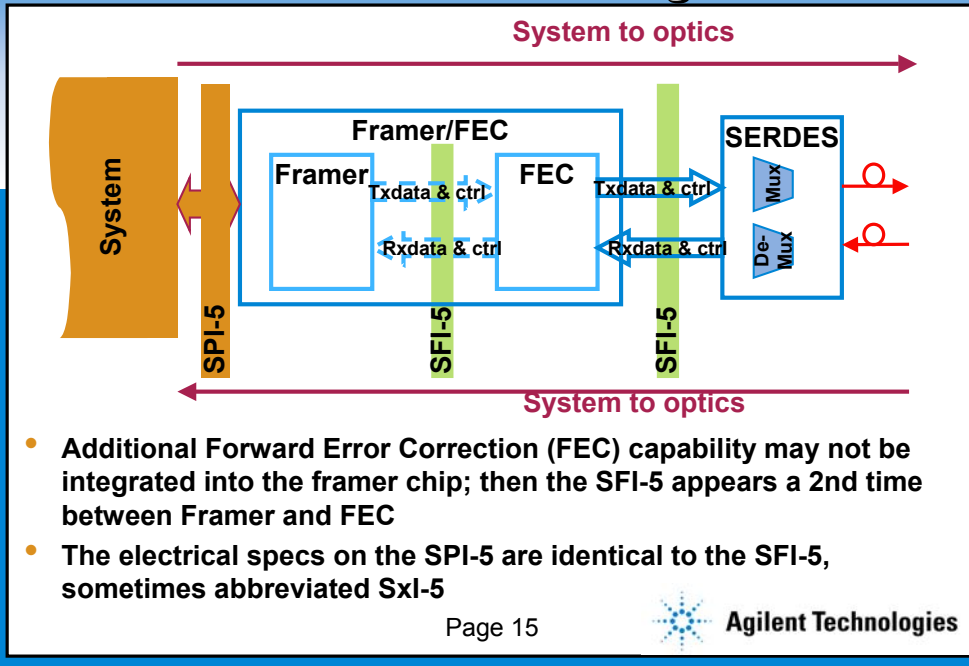 System to optics
System
SPI-5
Framer/FEC
Framer
FEC
SERDES
Txdata & ctrl
Txdata & ctrl
Mux
Rxdata & ctrl
Rxdata & ctrl
De-
Mux
SFI-5
SFI-5
System to optics
• Additional Forward Error Correction (FEC) capability may not be
integrated into the framer chip; then the SFI-5 appears a 2nd time
between Framer and FEC
• The electrical specs on the SPI-5 are identical to the SFI-5,
sometimes abbreviated SxI-5
Page 15
Agilent Technologies